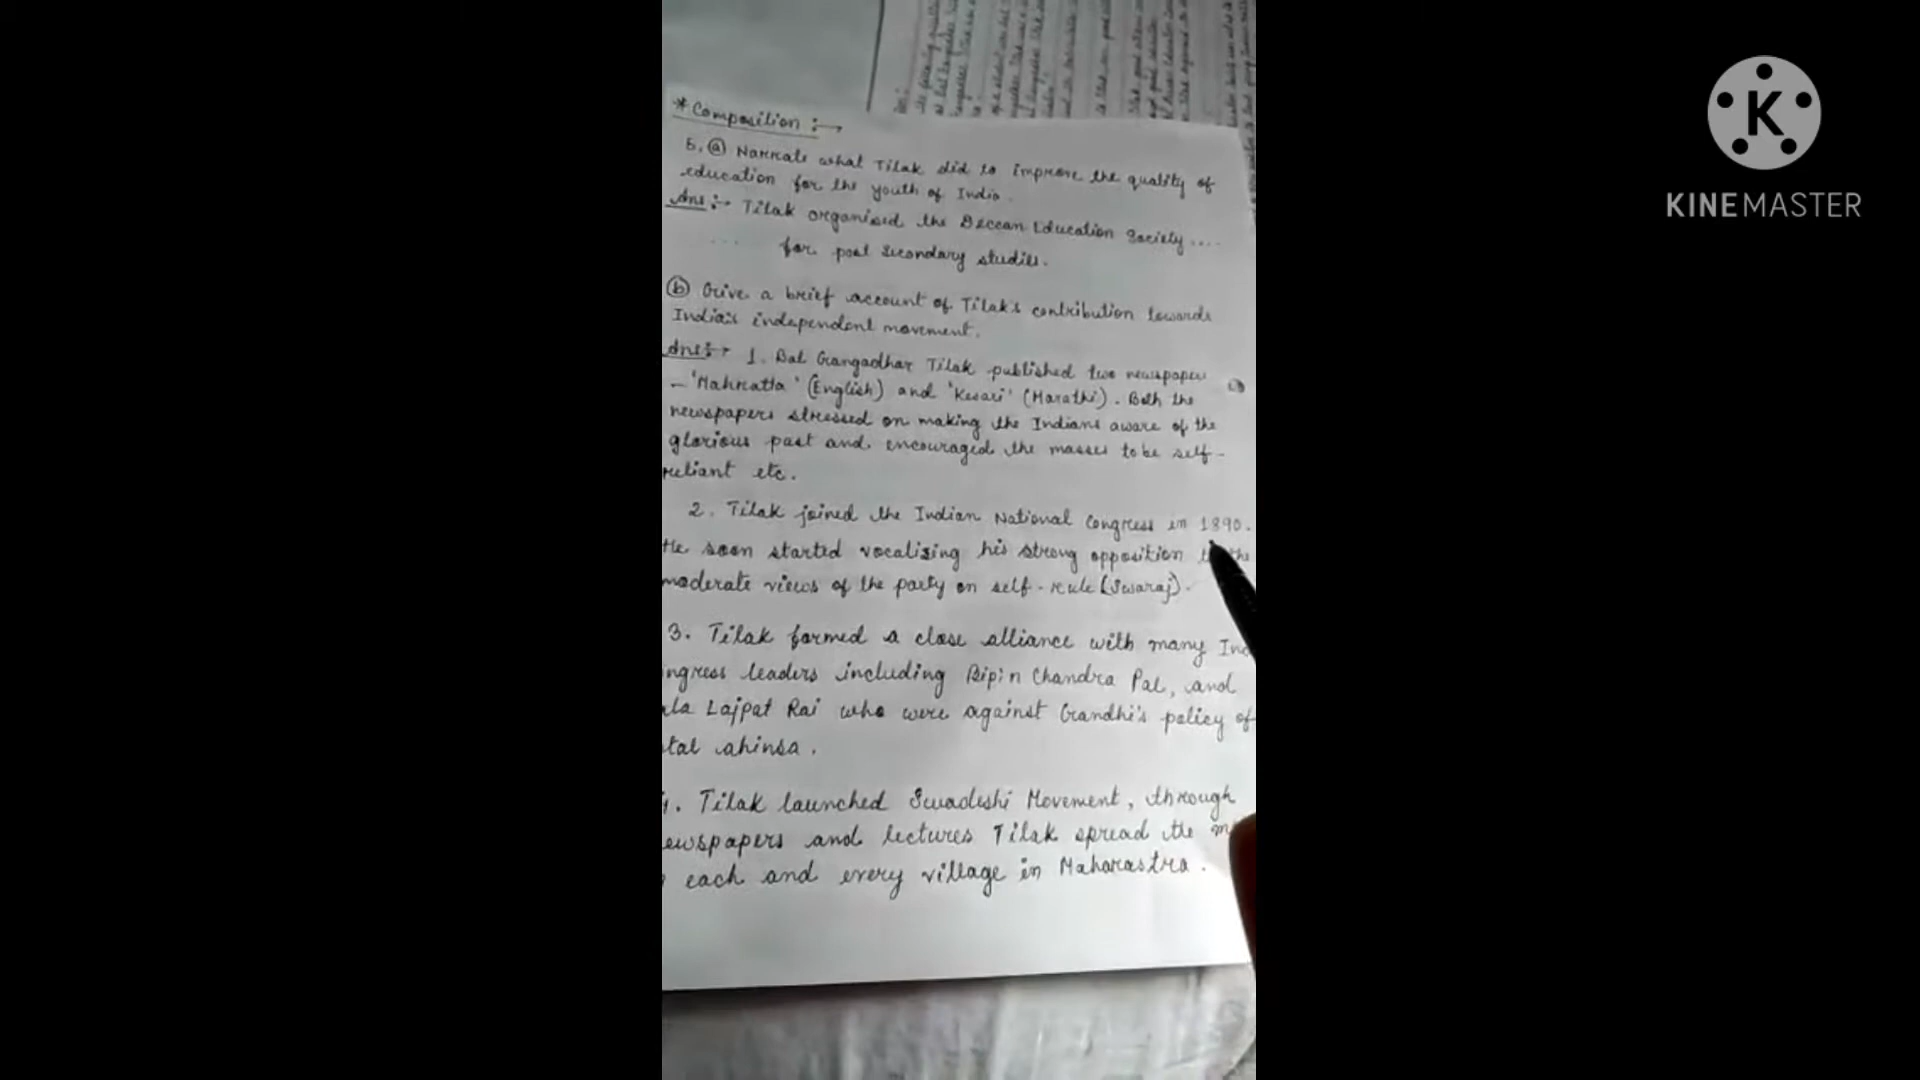 * Composition :→
5. (a) Narrate what Tilak did to improve the quality of
education for the youth of India.
Ans :→ Tilak organised the Deccan Education Society ....
... for post secondary studies.
(b) Give a brief account of Tilak's contribution towards
India's independent movement.
Ans :→ 1. Bal Gangadhar Tilak published two newspaper
- 'Mahratta' (English) and 'Kesari' (Marathi). Both the
newspapers stressed on making the Indians aware of the
glorious past and encouraged the masses to be self-
reliant etc.
2. Tilak joined the Indian National Congress in 1890.
He soon started vocalizing his strong opposition the
moderate views of the party on self-rule (Swaraj).
3. Tilak formed a close alliance with many
ngress leaders including Bipin Chandra Pal, and
ala Lajpat Rai who were against Gandhi's policy of
tal ahinsa.
4. Tilak launched Swadeshi Movement, through
ewspapers and lectures Tilak spread the
each and every village in Maharastra.
K
KINEMASTER